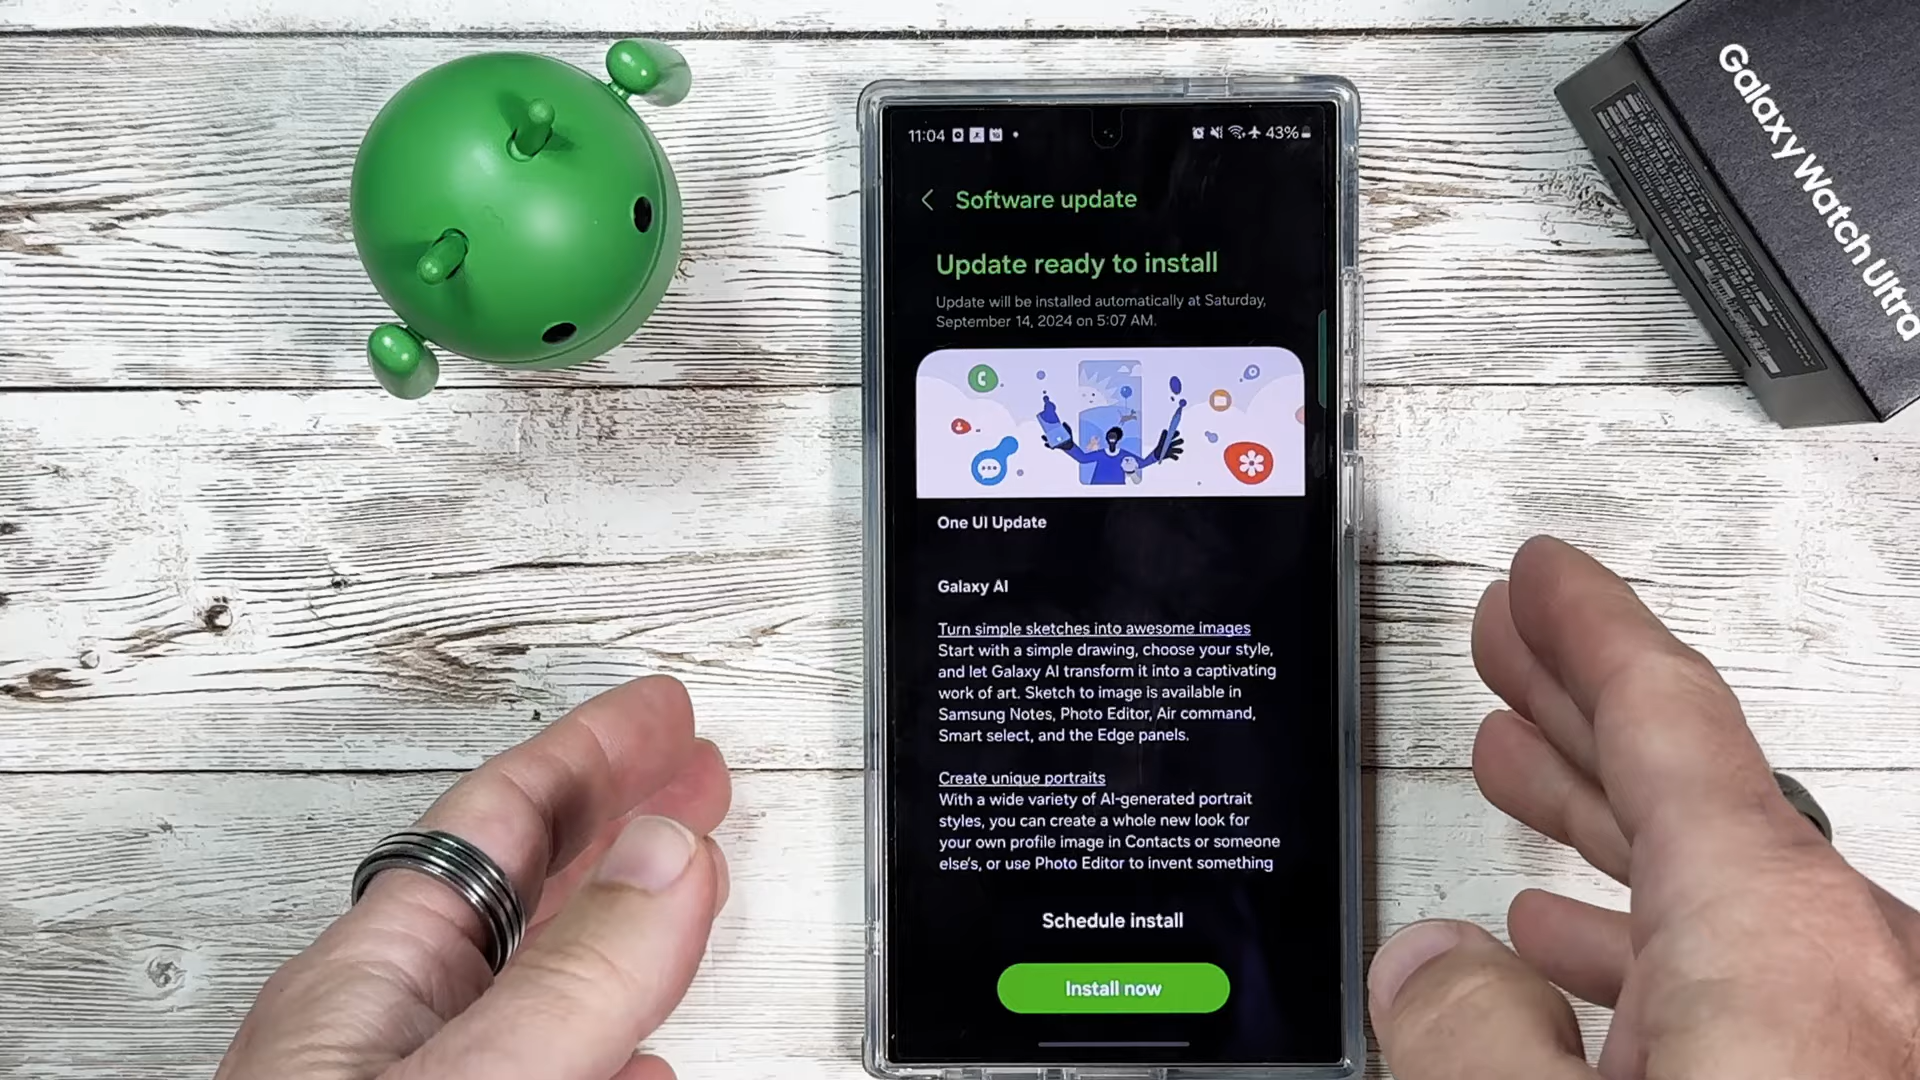 11:04
43%
Software update
Update ready to install
Update will be installed automatically at Saturday,
September 14, 2024 on 5:07 AM.
One UI Update
Galaxy AI
Turn simple sketches into awesome images
Start with a simple drawing, choose your style,
and let Galaxy AI transform it into a captivating
work of art. Sketch to image is available in
Samsung Notes, Photo Editor, Air command,
Smart select, and the Edge panels.
Create unique portraits
With a wide variety of AI-generated portrait
styles, you can create a whole new look for
your own profile image in Contacts or someone
else's, or use Photo Editor to invent something
Schedule install
Install now
Galaxy Watch Ultra